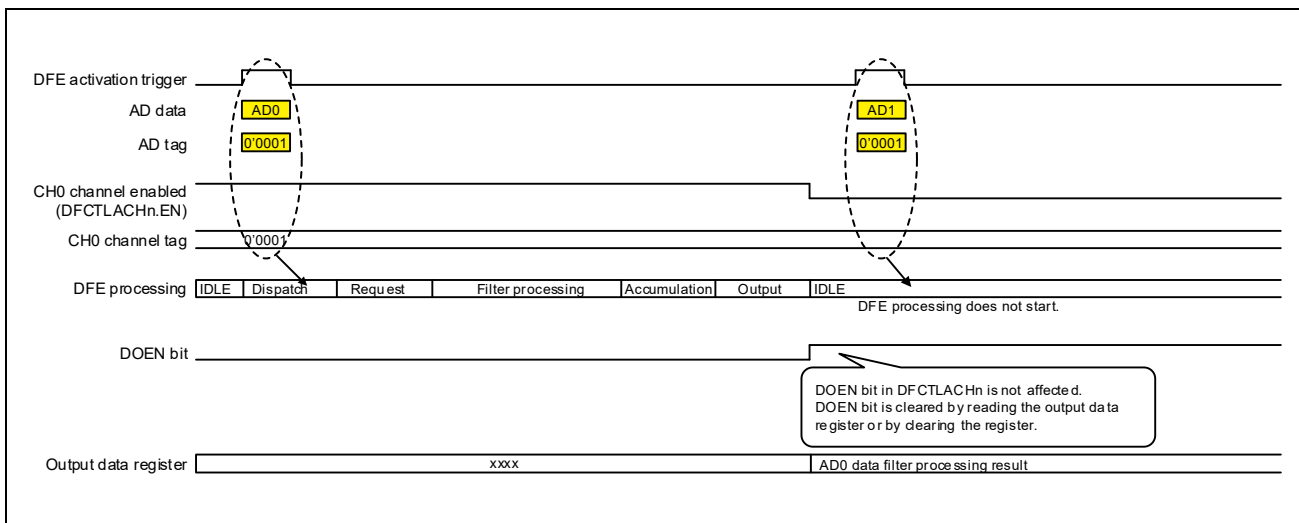 DFE activation trigger
AD data AD0 AD1
AD tag 0'0001 0'0001
CH0 channel enabled
(DFCTLACHn.EN)
CH0 channel tag 0'0001
DFE processing IDLE Dispatch Request Filter processing Accumulation Output IDLE
DFE processing does not start.
DOEN bit
DOEN bit in DFCTLACHn is not affected.
DOEN bit is cleared by reading the output data
register or by clearing the register.
Output data register xxxx AD0 data filter processing result